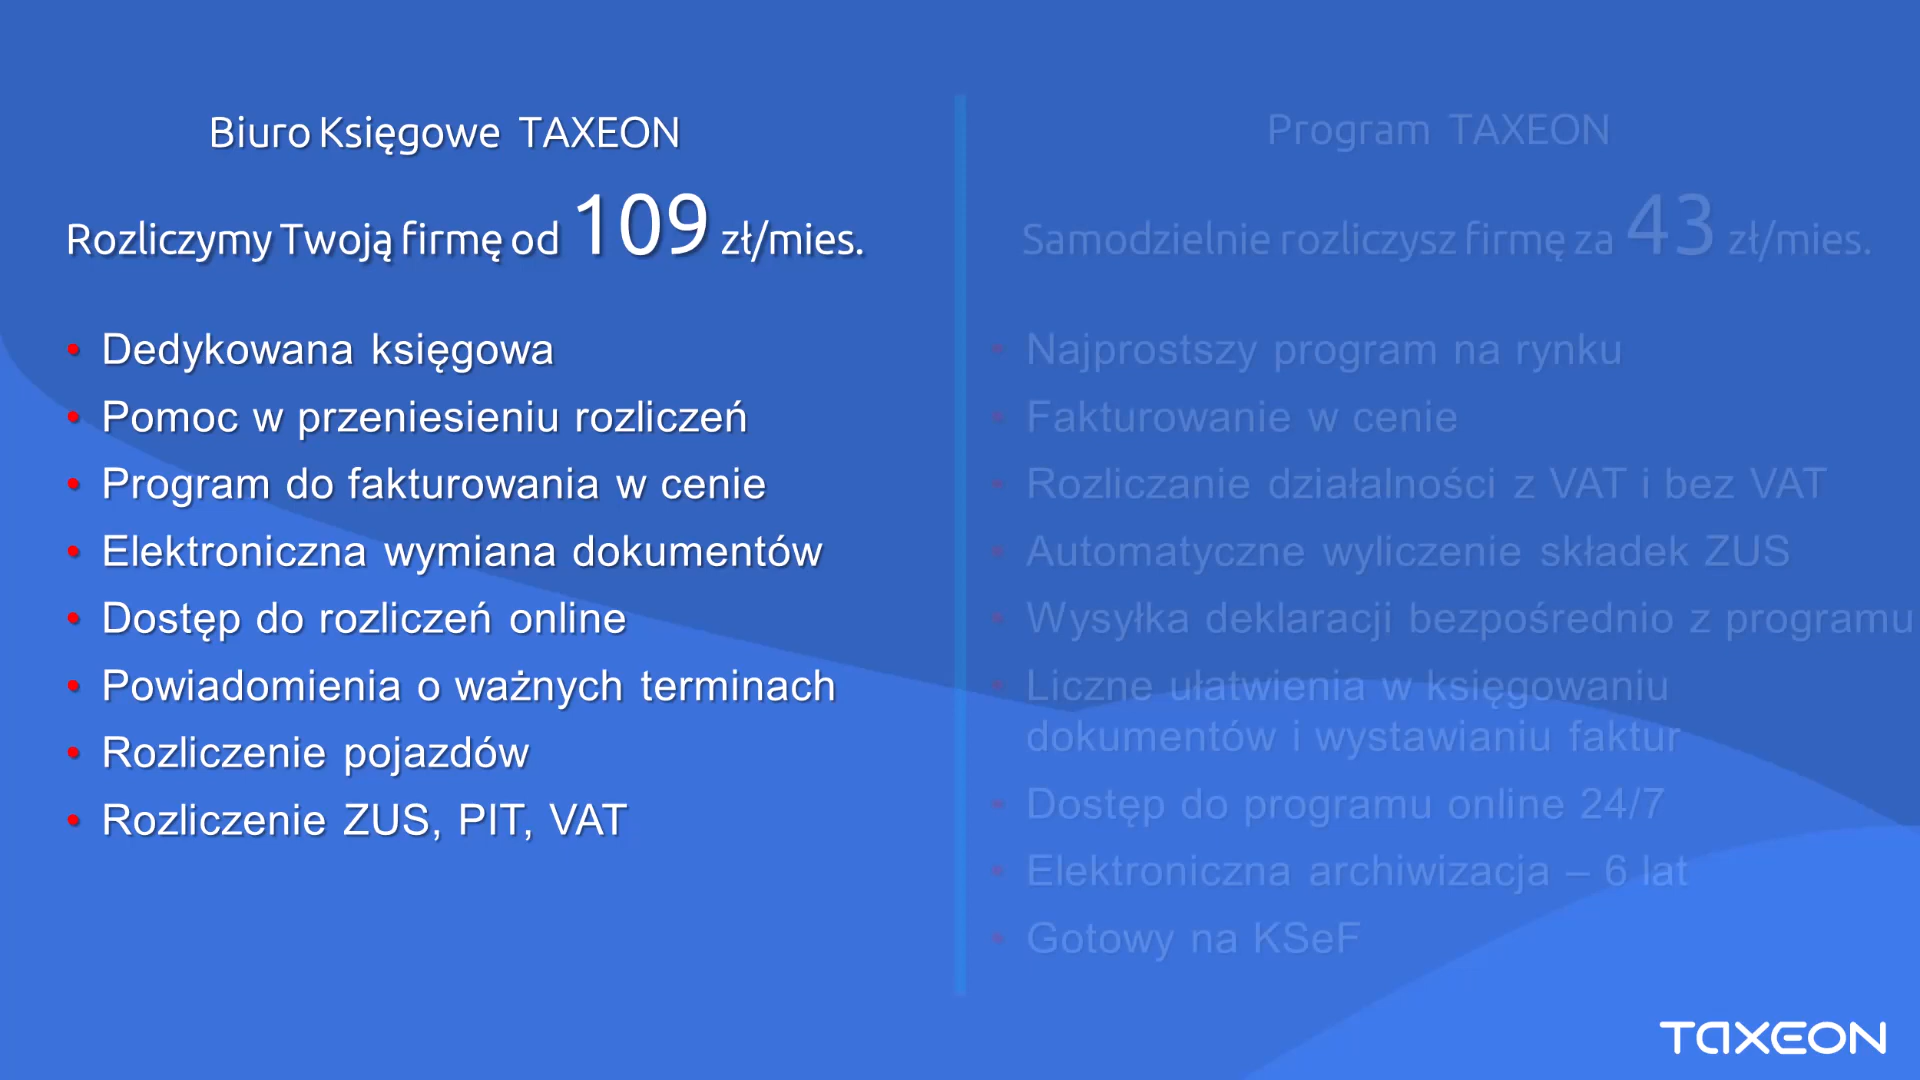 Biuro Księgowe TAXEON
Rozliczymy Twoją firmę od 109 zł/mies.
• Dedykowana księgowa
• Pomoc w przeniesieniu rozliczeń
• Program do fakturowania w cenie
• Elektroniczna wymiana dokumentów
• Dostęp do rozliczeń online
• Powiadomienia o ważnych terminach
• Rozliczenie pojazdów
• Rozliczenie ZUS, PIT, VAT
Program TAXEON
Samodzielnie rozliczysz firmę za 43 zł/mies.
• Najprostszy program na rynku
• Fakturowanie w cenie
• Rozliczanie działalności z VAT i bez VAT
• Automatyczne wyliczenie składek ZUS
• Wysyłka deklaracji bezpośrednio z programu
• Liczne ułatwienia w księgowaniu
dokumentów i wystawianiu faktur
• Dostęp do programu online 24/7
• Elektroniczna archiwizacja – 6 lat
• Gotowy na KSeF
TAXEON